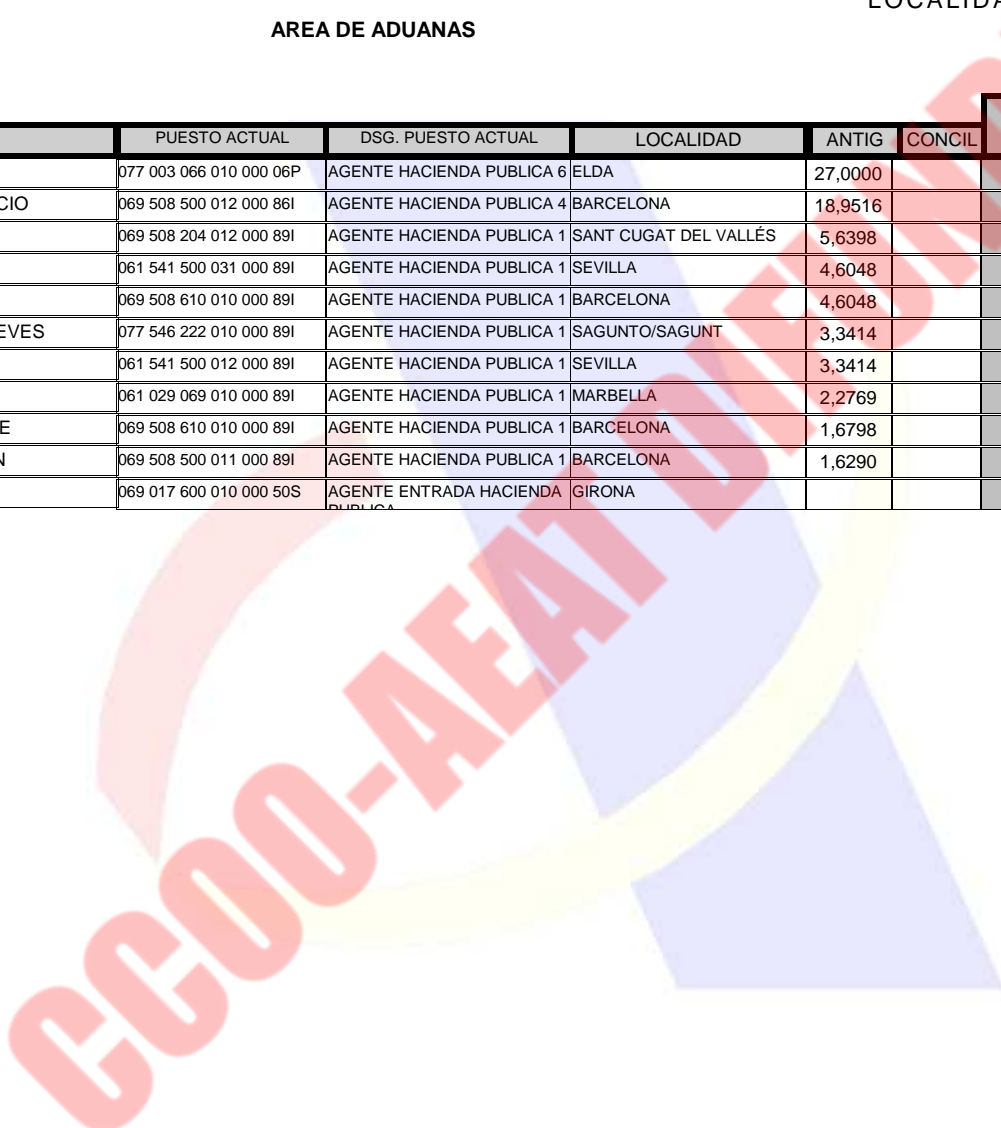 LOCALIDA
AREA DE ADUANAS
PUESTO ACTUAL DSG. PUESTO ACTUAL LOCALIDAD ANTIG CONCIL
077 003 066 010 000 06P AGENTE HACIENDA PUBLICA 6 ELDA 27,0000
CIO 069 508 500 012 000 86I AGENTE HACIENDA PUBLICA 4 BARCELONA 18,9516
069 508 204 012 000 89I AGENTE HACIENDA PUBLICA 1 SANT CUGAT DEL VALLÉS 5,6398
061 541 500 031 000 89I AGENTE HACIENDA PUBLICA 1 SEVILLA 4,6048
069 508 610 010 000 89I AGENTE HACIENDA PUBLICA 1 BARCELONA 4,6048
EVES 077 546 222 010 000 89I AGENTE HACIENDA PUBLICA 1 SAGUNTO/SAGUNT 3,3414
061 541 500 012 000 89I AGENTE HACIENDA PUBLICA 1 SEVILLA 3,3414
061 029 069 010 000 89I AGENTE HACIENDA PUBLICA 1 MARBELLA 2,2769
E 069 508 610 010 000 89I AGENTE HACIENDA PUBLICA 1 BARCELONA 1,6798
N 069 508 500 011 000 89I AGENTE HACIENDA PUBLICA 1 BARCELONA 1,6290
069 017 600 010 000 50S AGENTE ENTRADA HACIENDA GIRONA
PUBLICA
CCOO-AEAT DIFUND